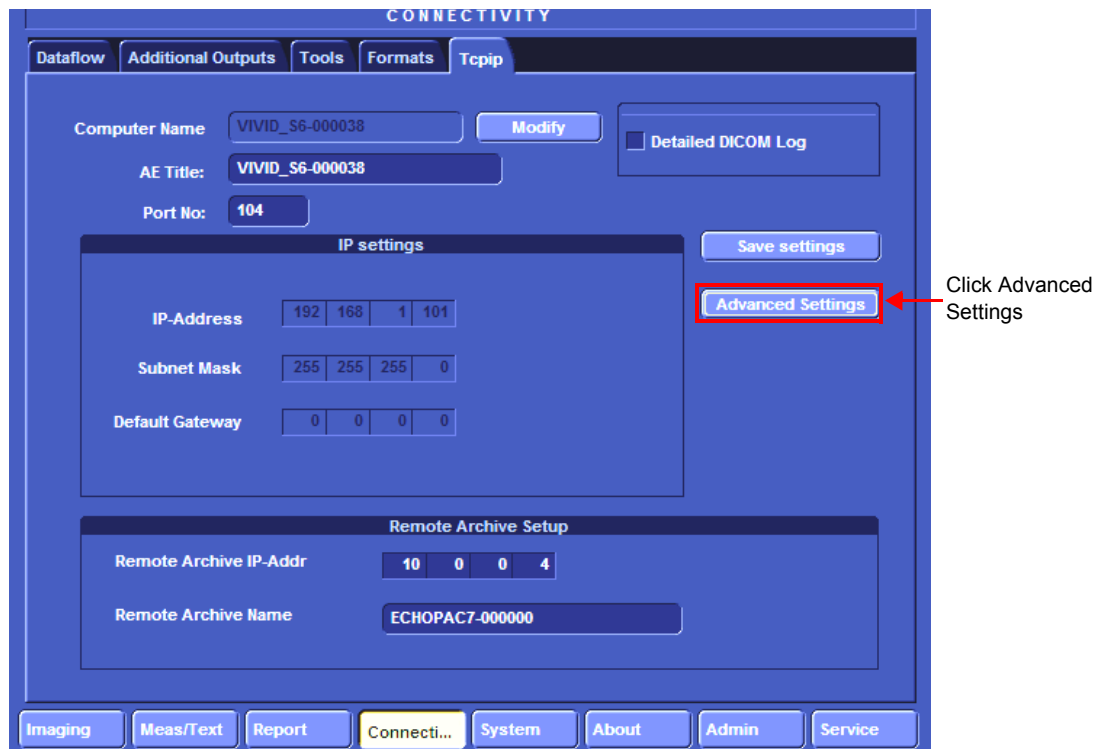 CONNECTIVITY
Dataflow Additional Outputs Tools Formats Tcpip
Computer Name VIVID_S6-000038 Modify
Detailed DICOM Log
AE Title: VIVID_S6-000038
Port No: 104
IP settings
Save settings
Advanced Settings
Click Advanced
Settings
IP-Address 192 168 1 101
Subnet Mask 255 255 255 0
Default Gateway 0 0 0 0
Remote Archive Setup
Remote Archive IP-Addr 10 0 0 4
Remote Archive Name ECHOPAC7-000000
Imaging Meas/Text Report Connecti... System About Admin Service